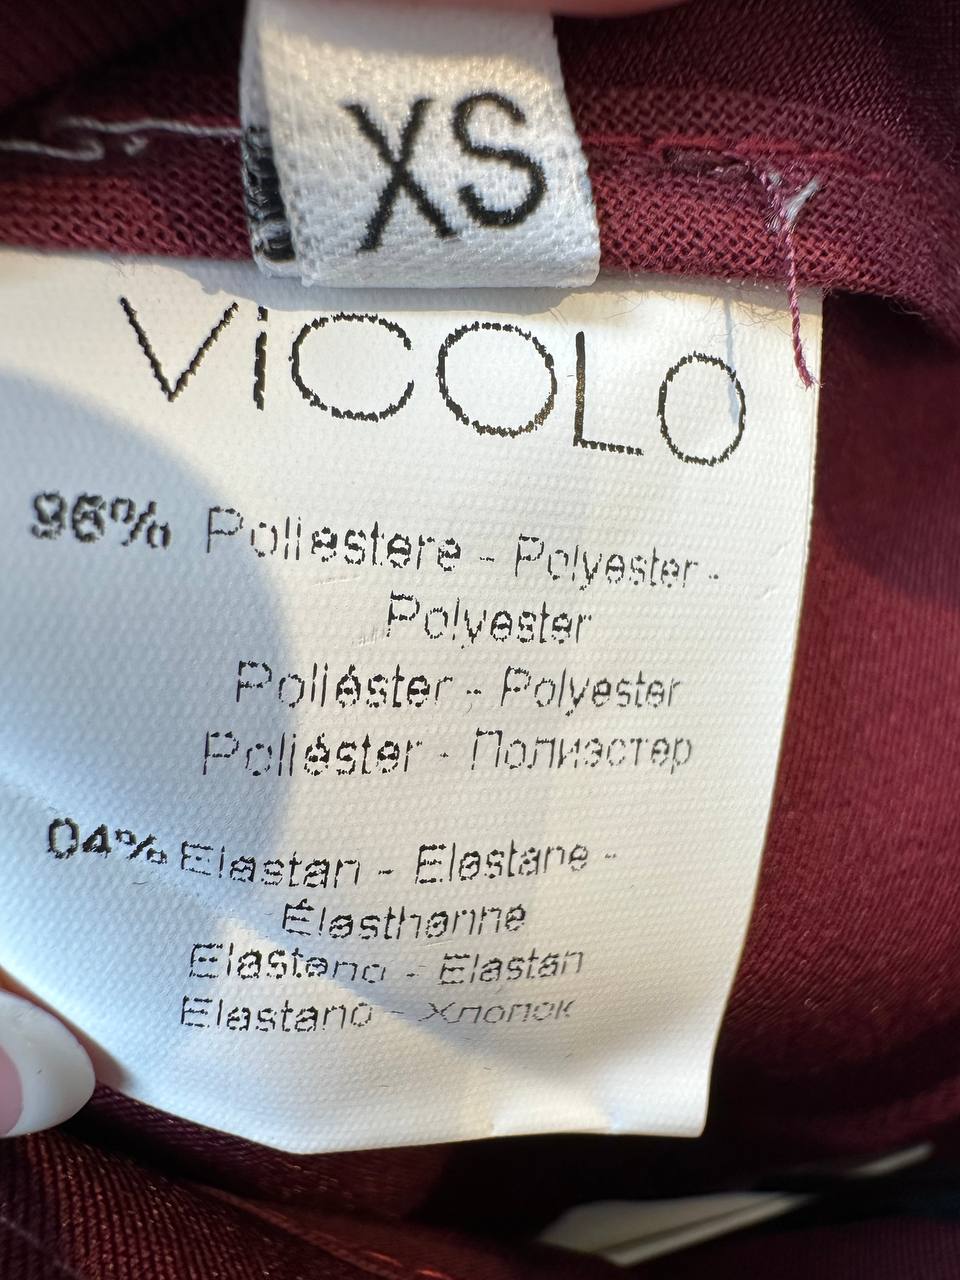 XS
ViCOLO
96% Poliestere - Polyester -
Polyester
Poliéster - Polyester
Poliéster - Полиэстер
04% Elastan - Elastane -
Élasthanne
Elastano - Elastan
Elastano - Хлопок